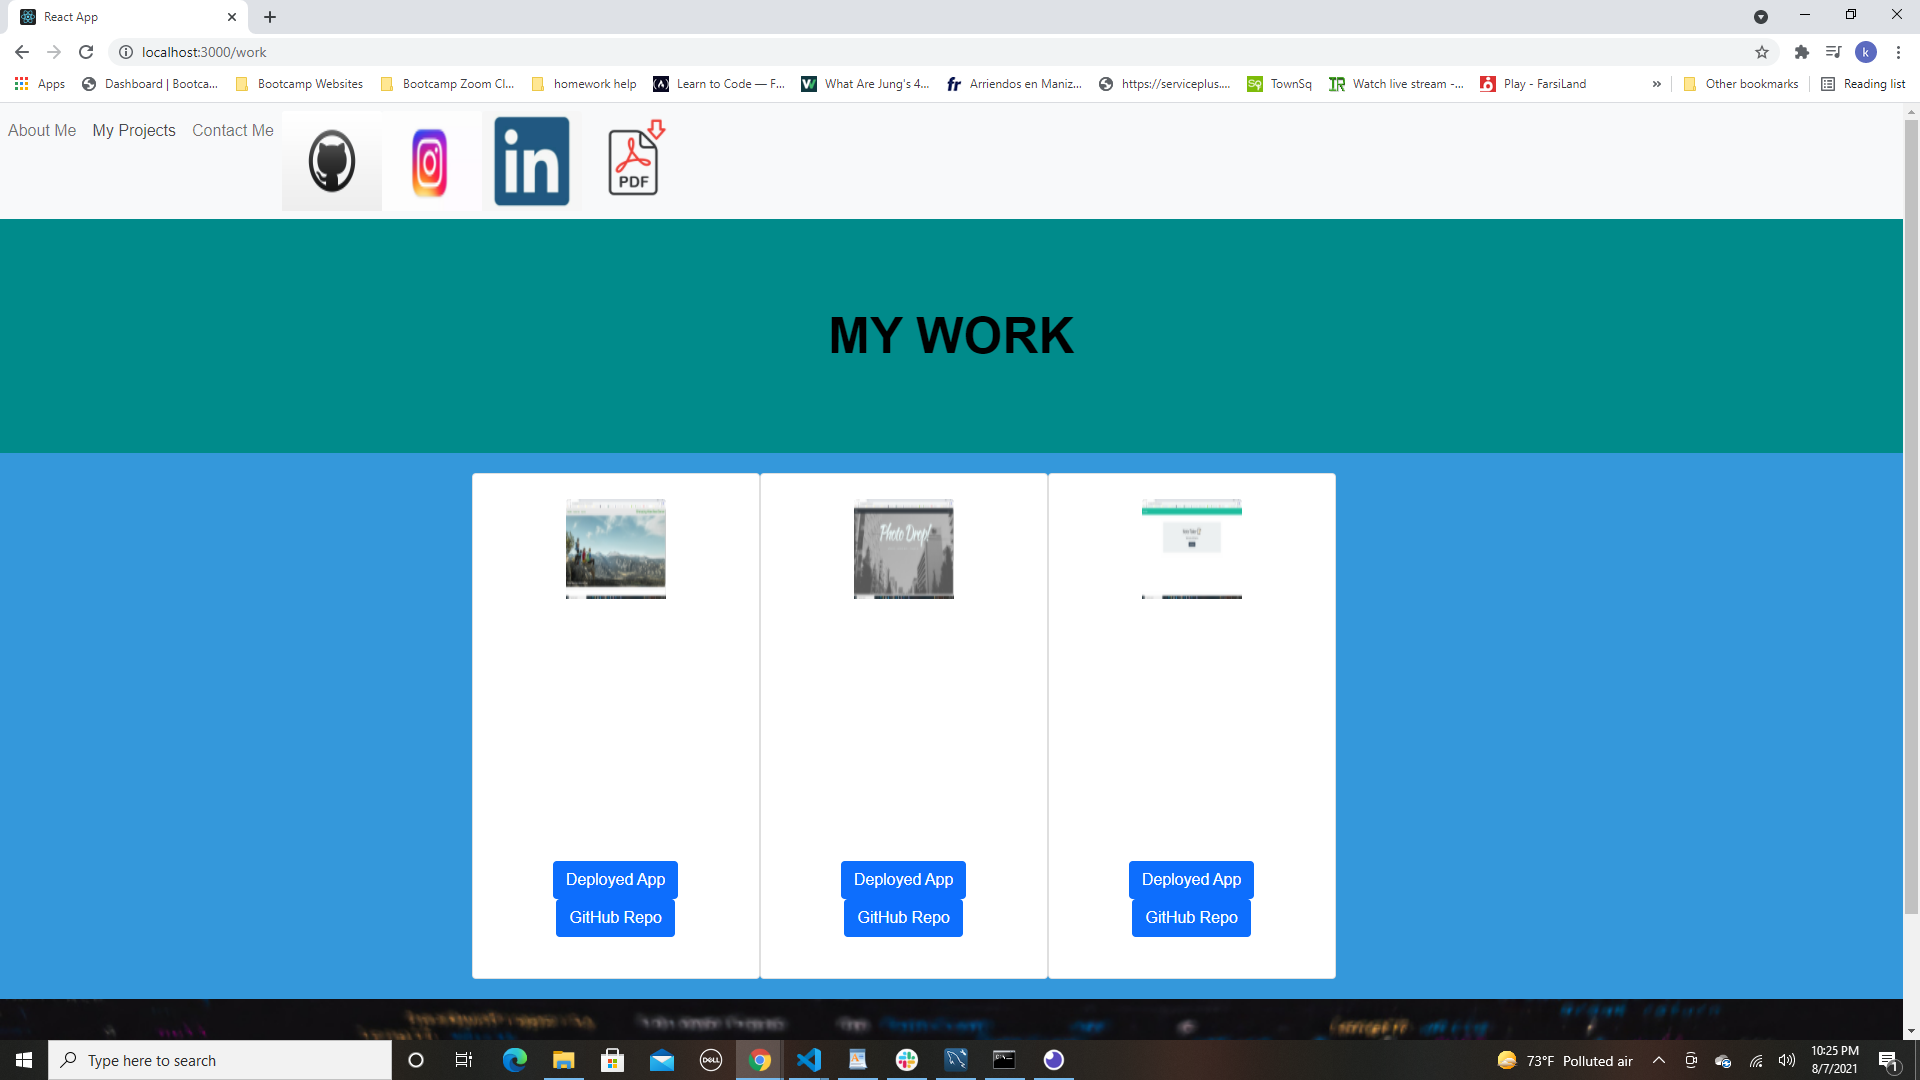 React App
localhost:3000/work
Apps Dashboard | Bootca... Bootcamp Websites Bootcamp Zoom Cl... homework help Learn to Code — F... What Are Jung's 4... Arriendos en Maniz... https://serviceplus.... TownSq Watch live stream -... Play - FarsiLand » Other bookmarks Reading list
About Me My Projects Contact Me
in
PDF
MY WORK
Photo Drop!
Deployed App Deployed App Deployed App
GitHub Repo GitHub Repo GitHub Repo
Type here to search
DELL
73°F Polluted air
10:25 PM
8/7/2021
1